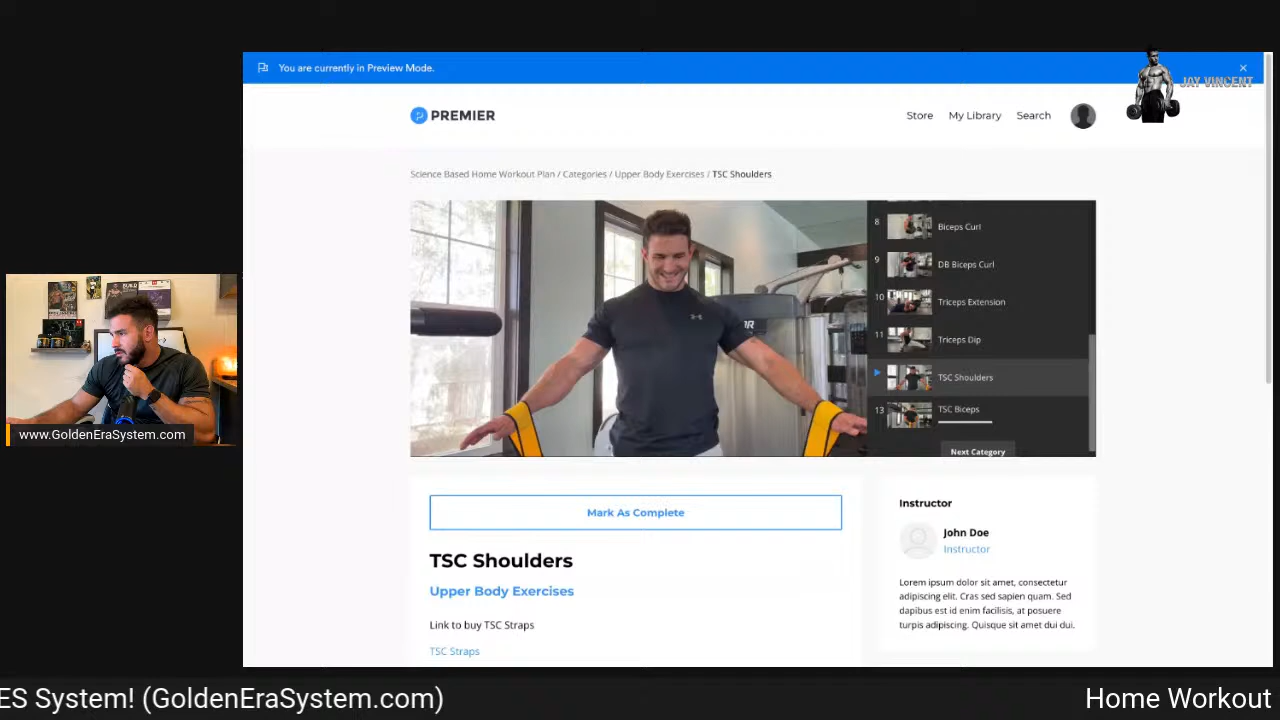 You are currently in Preview Mode.
JAY VINCENT
PREMIER
Store
My Library
Search
Science Based Home Workout Plan / Categories / Upper Body Exercises / TSC Shoulders
8
Biceps Curl
9
DB Biceps Curl
10
Triceps Extension
11
Triceps Dip
TSC Shoulders
13
TSC Biceps
Next Category
BUILD
www.GoldenEraSystem.com
Mark As Complete
TSC Shoulders
Upper Body Exercises
Link to buy TSC Straps
TSC Straps
Instructor
John Doe
Instructor
Lorem ipsum dolor sit amet, consectetur
adipiscing elit. Cras sed sapien quam. Sed
dapibus est id enim facilisis, at posuere
turpis adipiscing. Quisque sit amet dui dui.
ES System! (GoldenEraSystem.com)
Home Workout